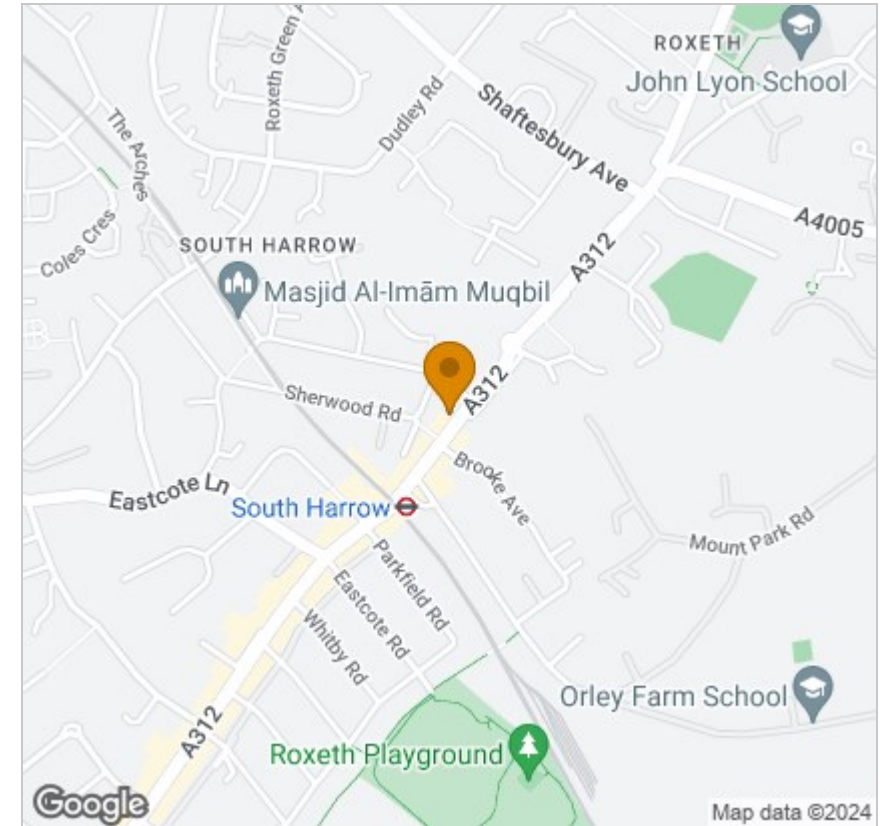 ROXETH
John Lyon School
Roxeth Green A
Dudley Rd
Shaftesbury Ave
The Arches
A4005
Coles Cres
SOUTH HARROW
A312
Masjid Al-Imām Muqbil
A312
Sherwood Rd
Brooke Ave
Eastcote Ln
South Harrow
Mount Park Rd
Parkfield Rd
Eastcote Rd
Whitby Rd
Orley Farm School
A312
Roxeth Playground
Google
Map data ©2024